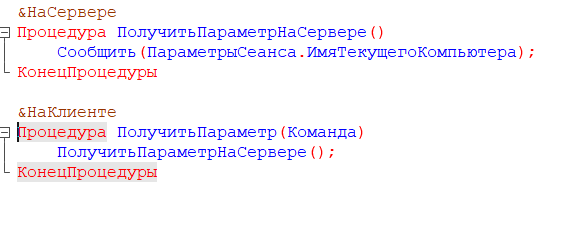 &НаСервере
Процедура ПолучитьПараметрНаСервере()
Сообщить(ПараметрыСеанса.ИмяТекущегоКомпьютера);
КонецПроцедуры
&НаКлиенте
Процедура ПолучитьПараметр(Команда)
ПолучитьПараметрНаСервере();
КонецПроцедуры